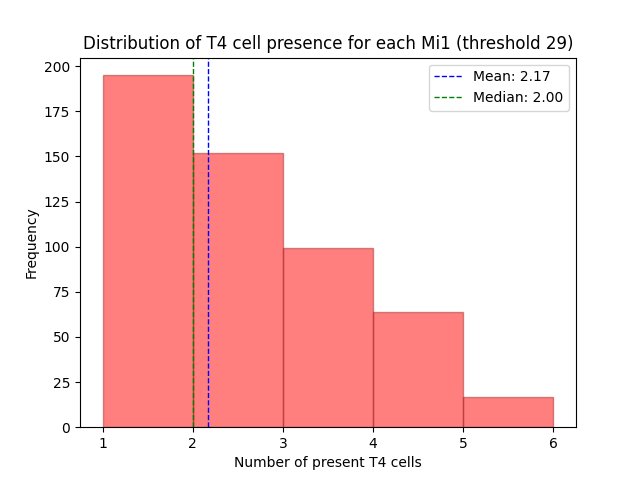 Distribution of T4 cell presence for each Mi1 (threshold 29)
Mean: 2.17
Median: 2.00
Frequency
200
175
150
125
100
75
50
25
0
1 2 3 4 5 6
Number of present T4 cells